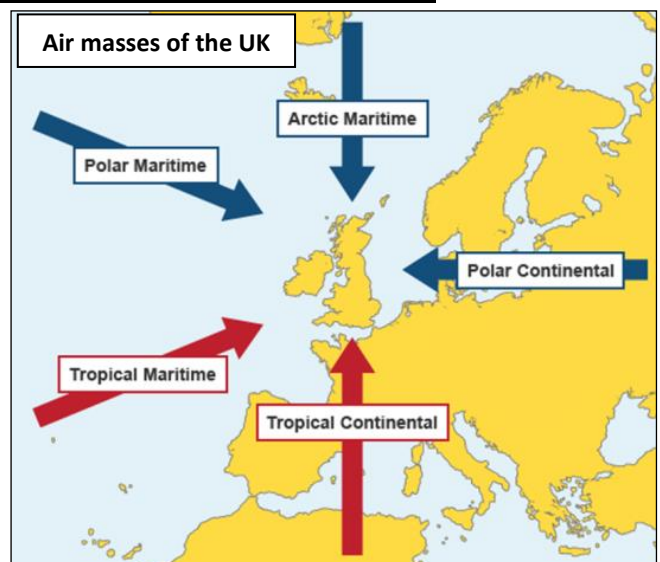 Air masses of the UK
Arctic Maritime
Polar Maritime
Polar Continental
Tropical Maritime
Tropical Continental